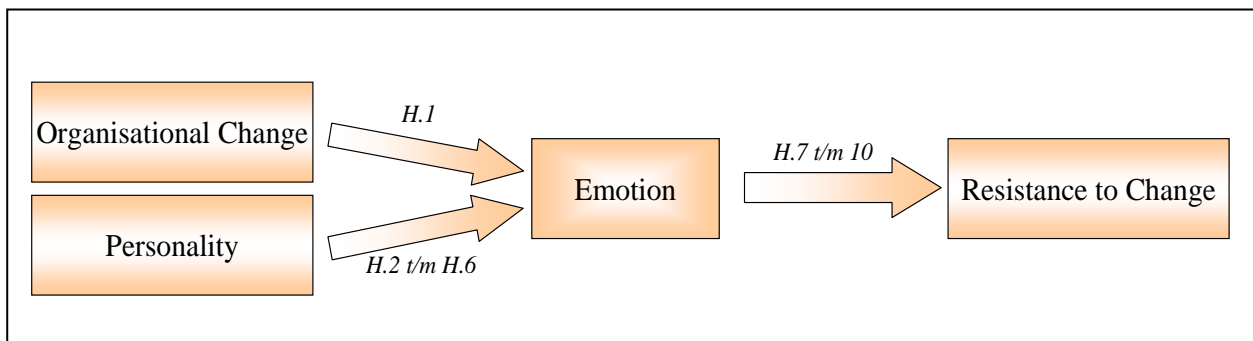 Organisational Change
H.1
Personality
H.2 t/m H.6
Emotion
H.7 t/m 10
Resistance to Change